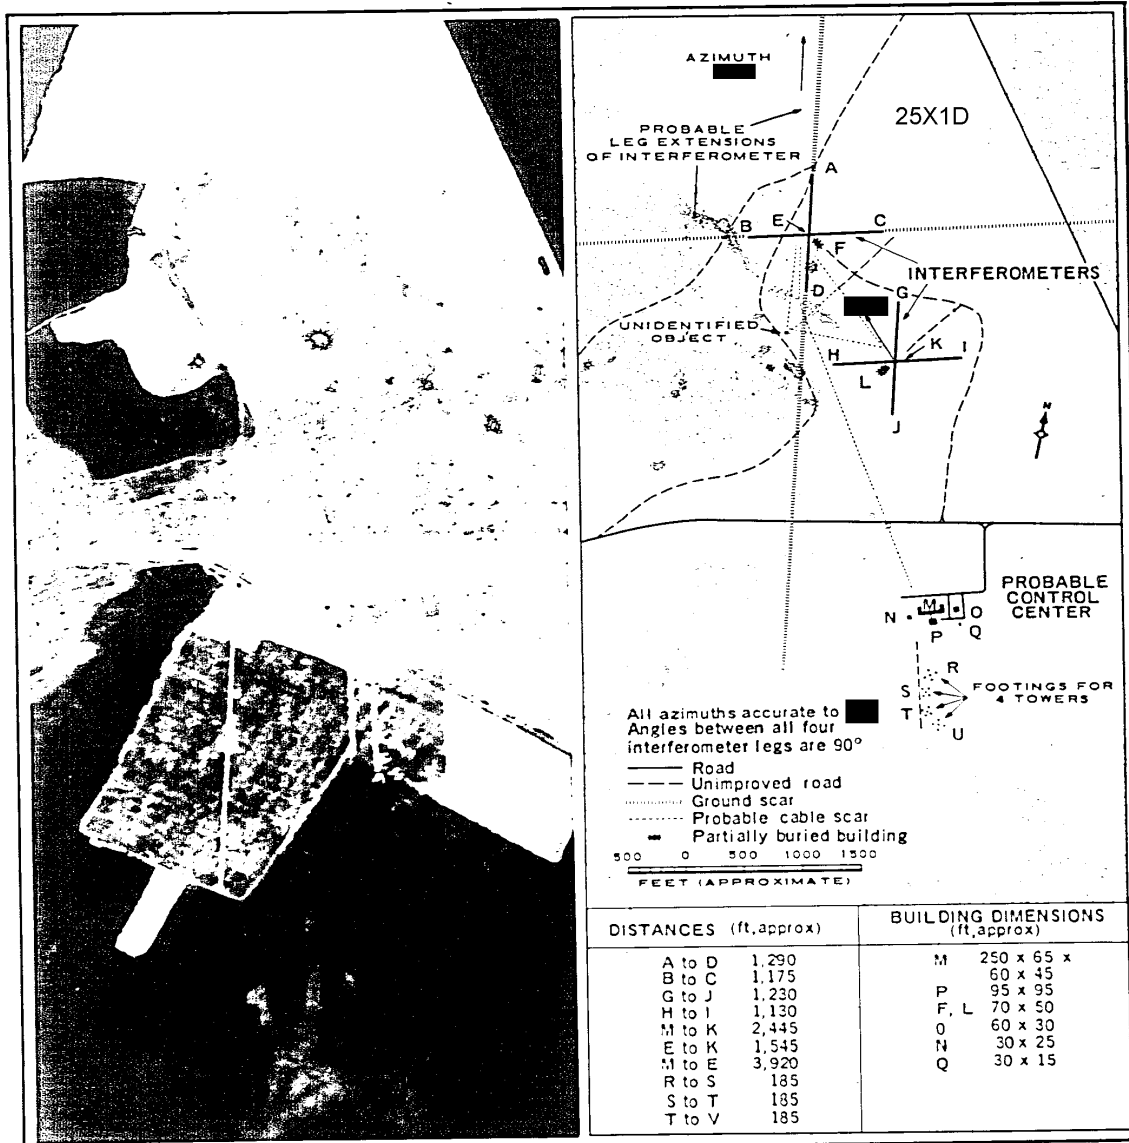 AZIMUTH
25X1D
PROBABLE
LEG EXTENSIONS
OF INTERFEROMETER
A
B
E
C
F
INTERFEROMETERS
D
G
UNIDENTIFIED
OBJECT
H
K
I
L
J
N
PROBABLE
CONTROL
CENTER
M
N
O
P
Q
R
S
FOOTINGS FOR
4 TOWERS
T
U
All azimuths accurate to
Angles between all four
interferometer legs are 90°
Road
Unimproved road
Ground scar
Probable cable scar
Partially buried building
500 0 500 1000 1500
FEET (APPROXIMATE)
DISTANCES (ft,approx)
A to D 1,290
B to C 1,175
G to J 1,230
H to I 1,130
M to K 2,445
E to K 1,545
M to E 3,920
R to S 185
S to T 185
T to V 185
BUILDING DIMENSIONS
(ft,approx)
M 250 x 65 x
60 x 45
P 95 x 95
F, L 70 x 50
O 60 x 30
N 30 x 25
Q 30 x 15